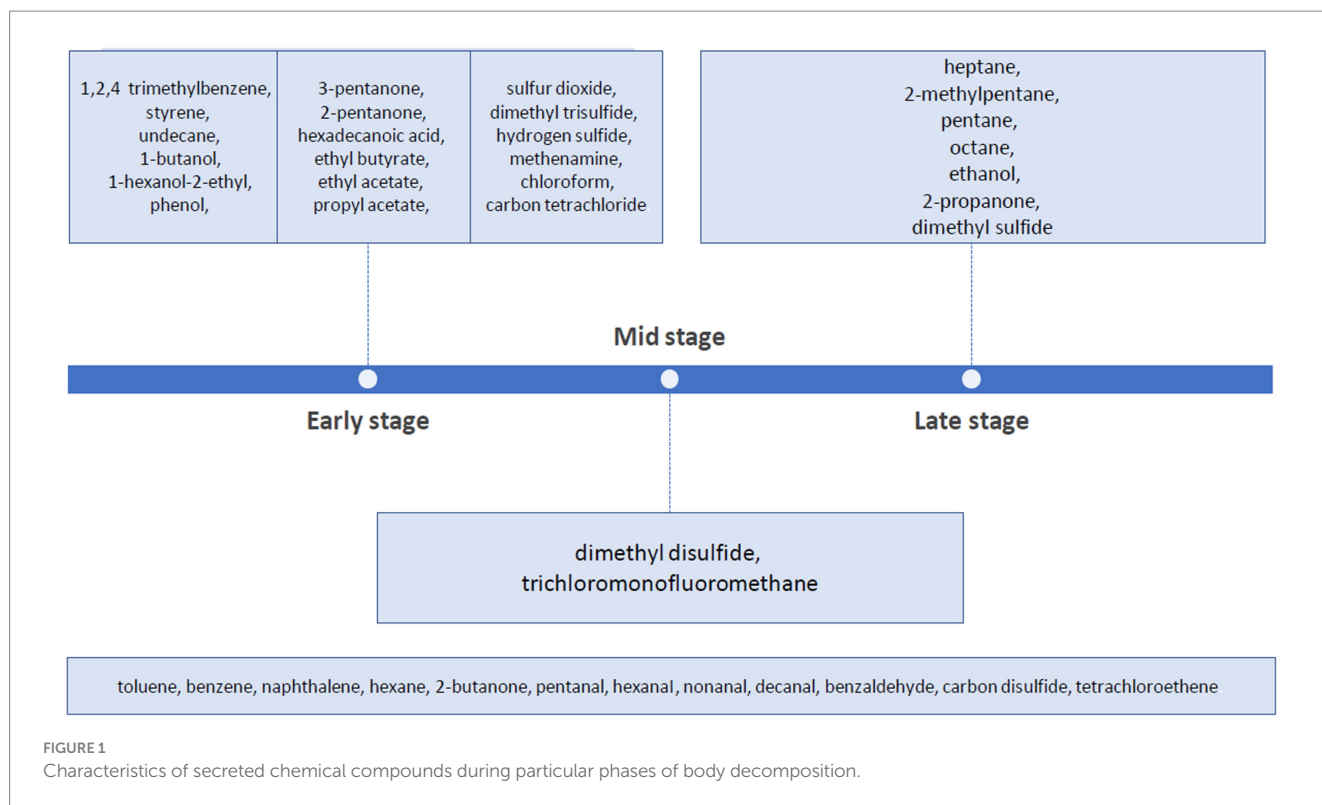 1,2,4 trimethylbenzene,
styrene,
undecane,
1-butanol,
1-hexanol-2-ethyl,
phenol,
3-pentanone,
2-pentanone,
hexadecanoic acid,
ethyl butyrate,
ethyl acetate,
propyl acetate,
sulfur dioxide,
dimethyl trisulfide,
hydrogen sulfide,
methenamine,
chloroform,
carbon tetrachloride
heptane,
2-methylpentane,
pentane,
octane,
ethanol,
2-propanone,
dimethyl sulfide
Mid stage
Early stage
Late stage
dimethyl disulfide,
trichloromonofluoromethane
toluene, benzene, naphthalene, hexane, 2-butanone, pentanal, hexanal, nonanal, decanal, benzaldehyde, carbon disulfide, tetrachloroethene
FIGURE 1
Characteristics of secreted chemical compounds during particular phases of body decomposition.